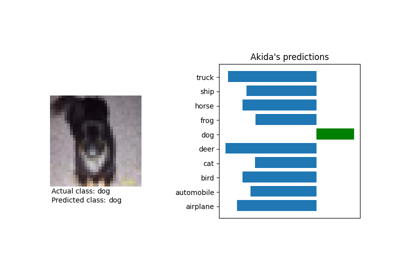 Akida's predictions
truck
ship
horse
frog
dog
deer
cat
bird
automobile
airplane
Actual class: dog
Predicted class: dog